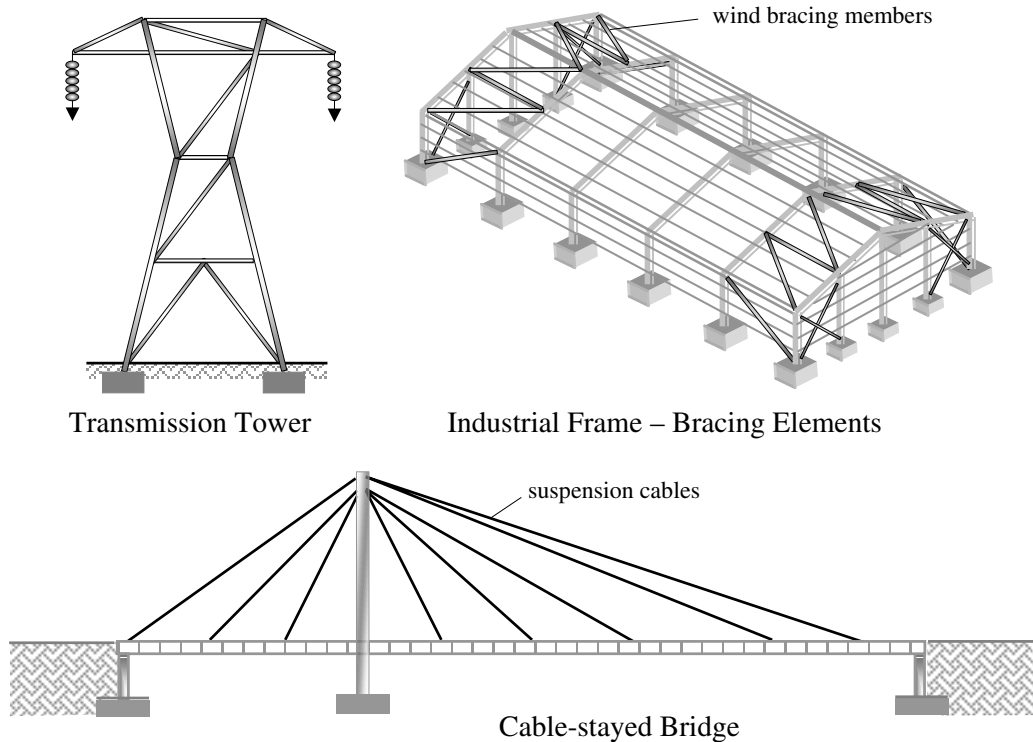 wind bracing members
Transmission Tower
Industrial Frame – Bracing Elements
suspension cables
Cable-stayed Bridge